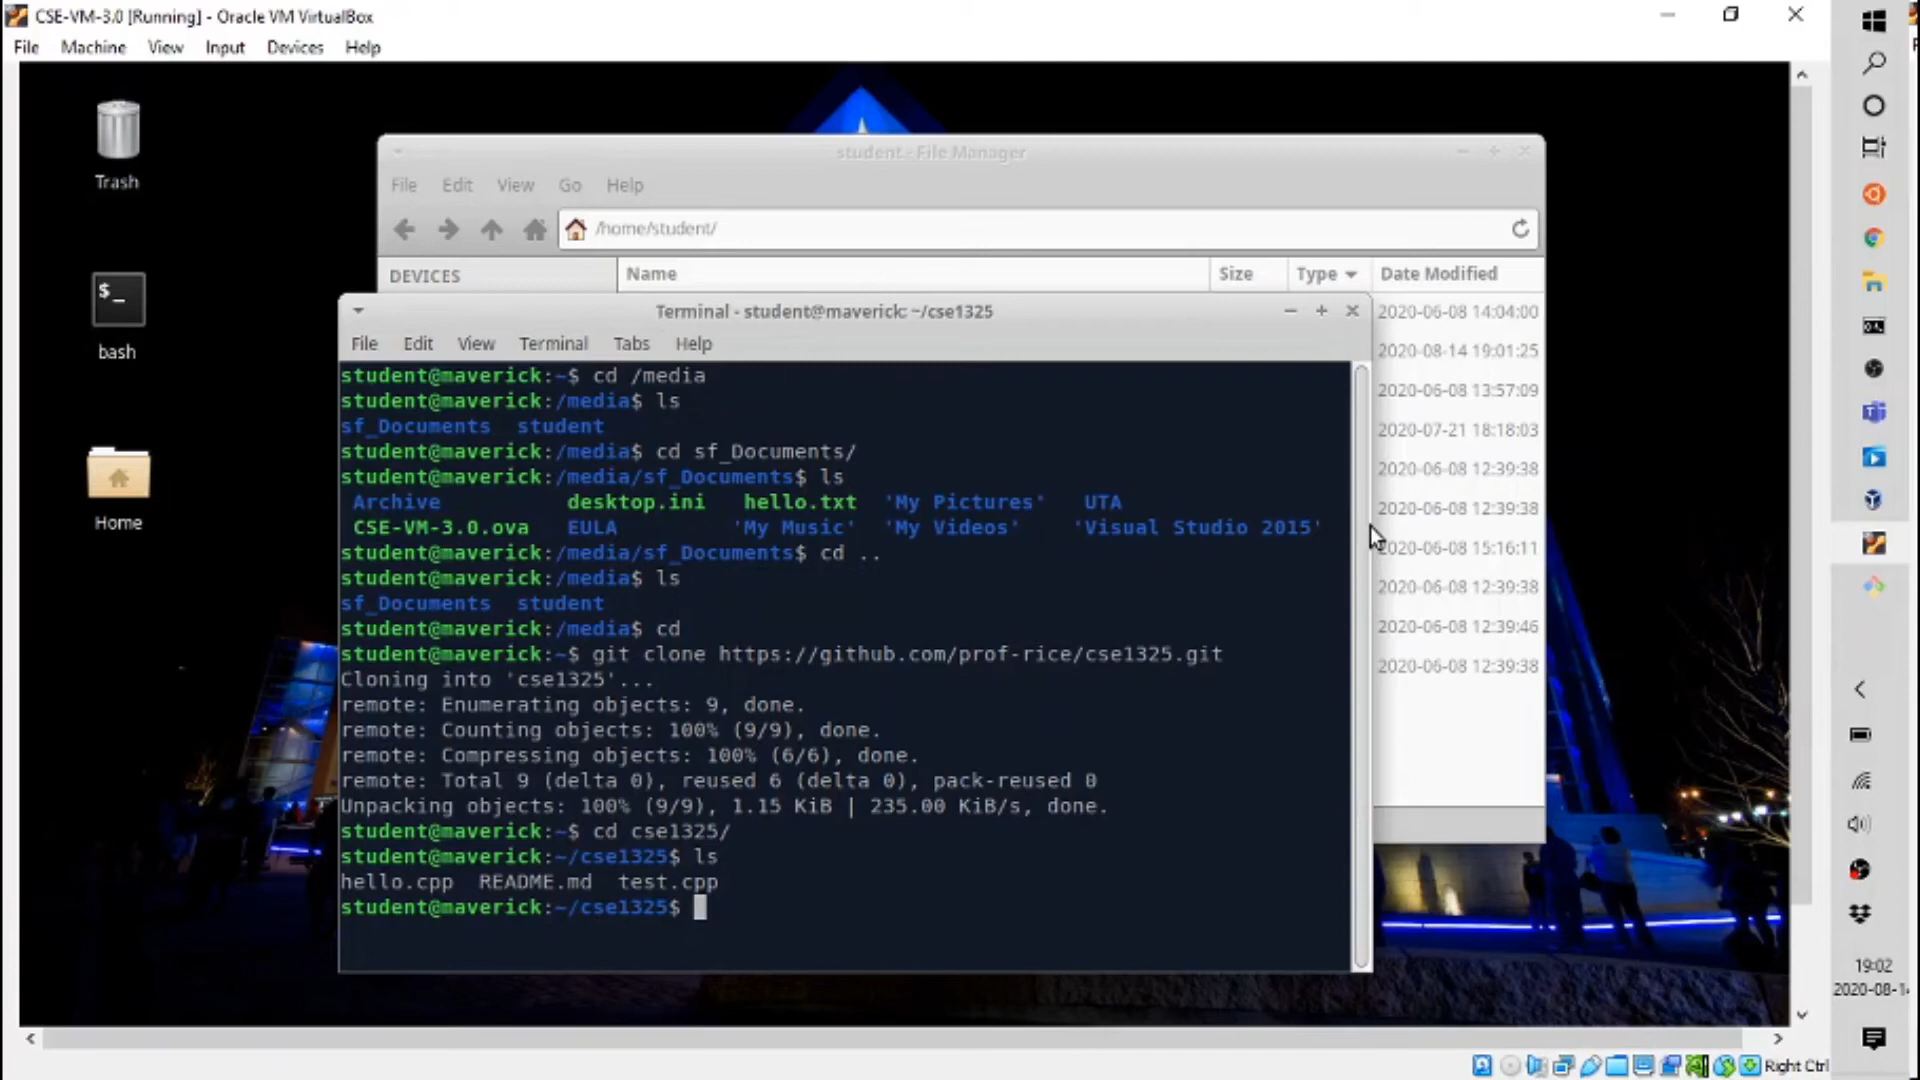 CSE-VM-3.0 [Running] - Oracle VM VirtualBox
File Machine View Input Devices Help
Trash
bash
Home
student - File Manager
File Edit View Go Help
/home/student/
DEVICES Name Size Type Date Modified
2020-06-08 14:04:00
2020-08-14 19:01:25
2020-06-08 13:57:09
2020-07-21 18:18:03
2020-06-08 12:39:38
2020-06-08 12:39:38
2020-06-08 15:16:11
2020-06-08 12:39:38
2020-06-08 12:39:46
2020-06-08 12:39:38
Terminal - student@maverick: ~/cse1325
File Edit View Terminal Tabs Help
student@maverick:~$ cd /media
student@maverick:/media$ ls
sf_Documents student
student@maverick:/media$ cd sf_Documents/
student@maverick:/media/sf_Documents$ ls
Archive desktop.ini hello.txt 'My Pictures' UTA
CSE-VM-3.0.ova EULA 'My Music' 'My Videos' 'Visual Studio 2015'
student@maverick:/media/sf_Documents$ cd ..
student@maverick:/media$ ls
sf_Documents student
student@maverick:/media$ cd
student@maverick:~$ git clone https://github.com/prof-rice/cse1325.git
Cloning into 'cse1325'...
remote: Enumerating objects: 9, done.
remote: Counting objects: 100% (9/9), done.
remote: Compressing objects: 100% (6/6), done.
remote: Total 9 (delta 0), reused 6 (delta 0), pack-reused 0
Unpacking objects: 100% (9/9), 1.15 KiB | 235.00 KiB/s, done.
student@maverick:~$ cd cse1325/
student@maverick:~/cse1325$ ls
hello.cpp README.md test.cpp
student@maverick:~/cse1325$
19:02
2020-08-14
Right Ctrl